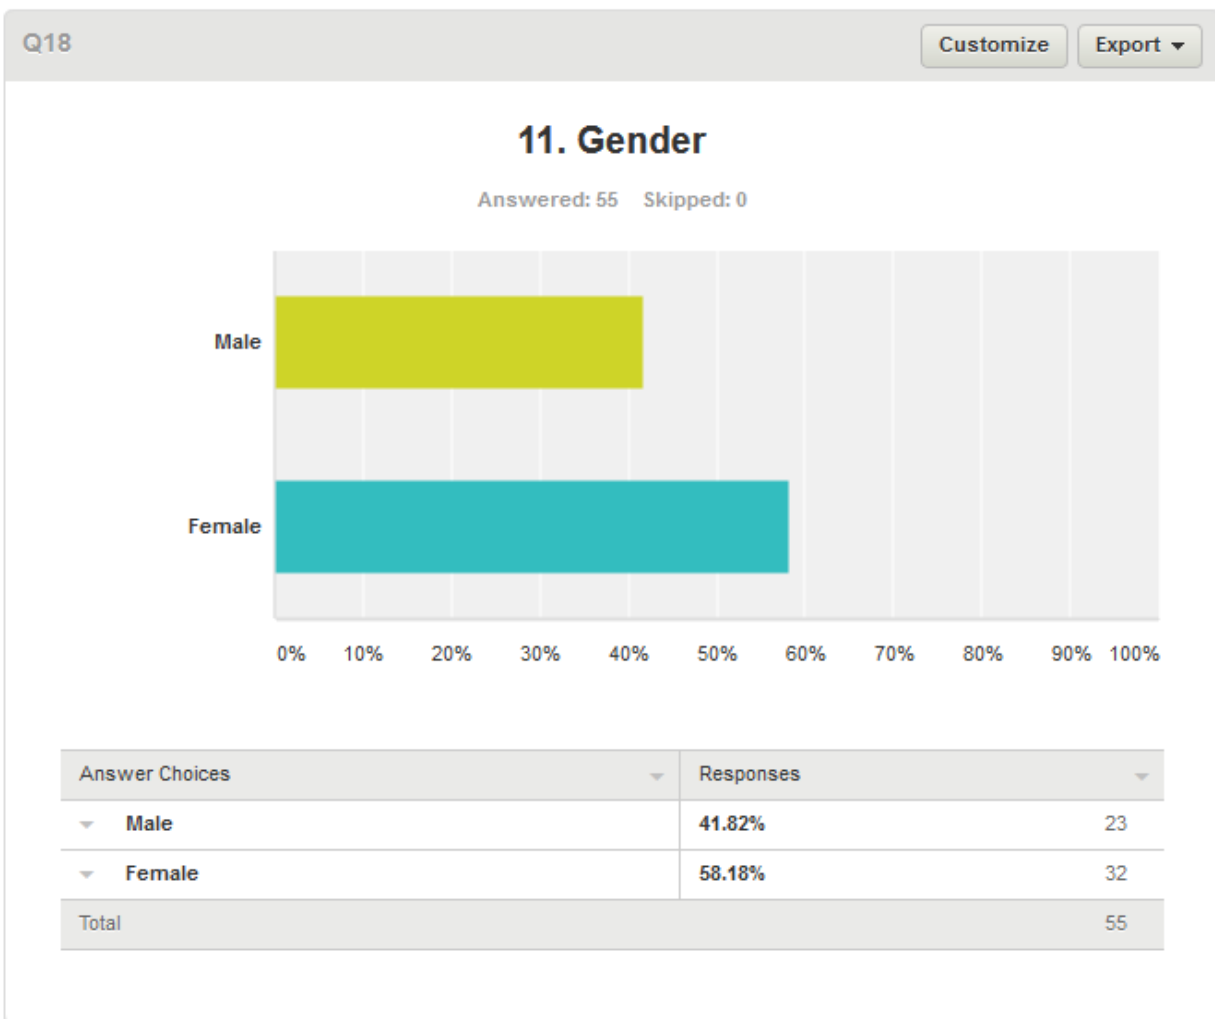 Q18 Customize Export
11. Gender
Answered: 55 Skipped: 0
Male
Female
0% 10% 20% 30% 40% 50% 60% 70% 80% 90% 100%
Answer Choices Responses
Male 41.82% 23
Female 58.18% 32
Total 55